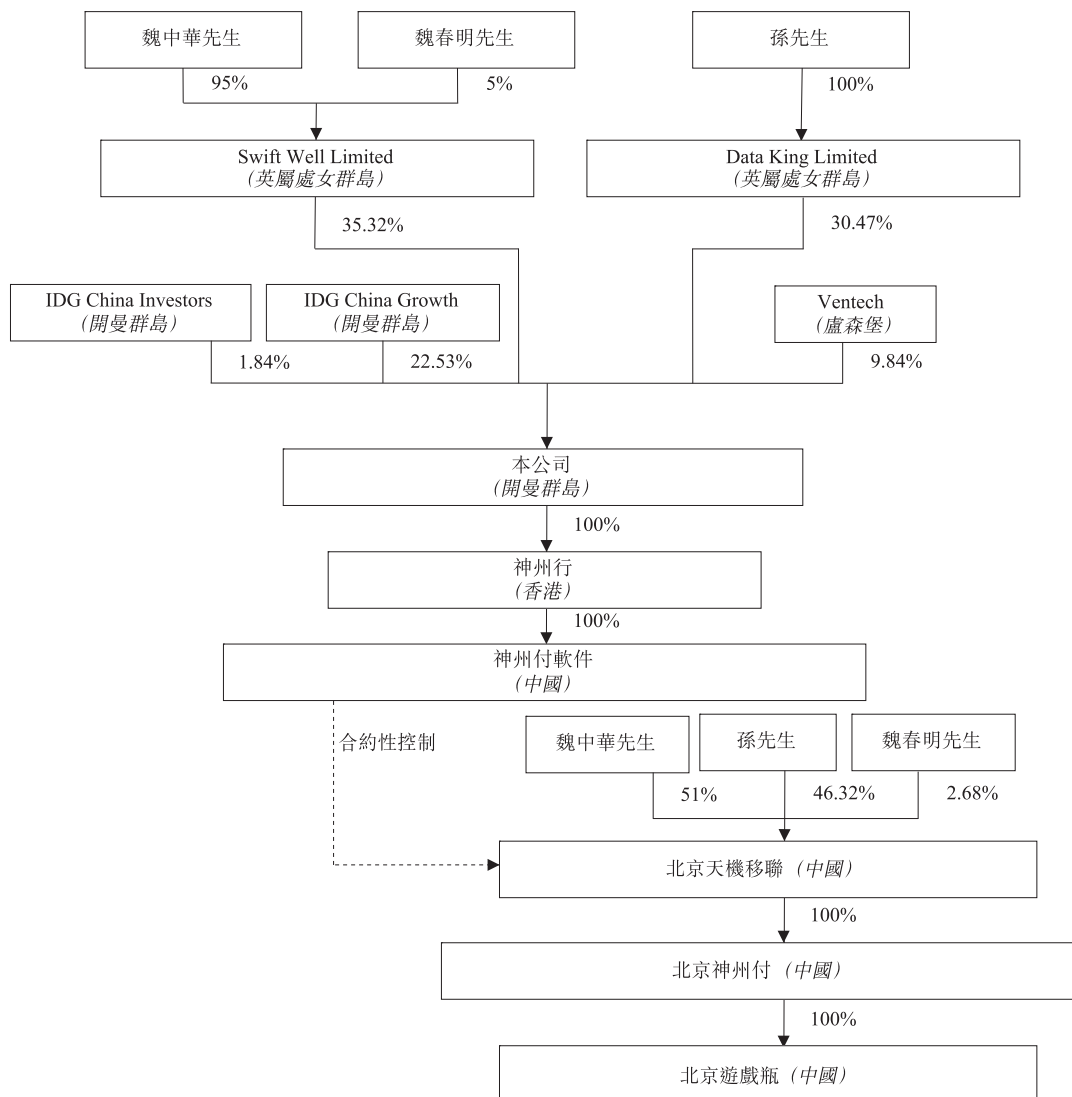 魏中華先生
魏春明先生
孫先生
95%
5%
100%
Swift Well Limited
(英屬處女群島)
Data King Limited
(英屬處女群島)
35.32%
30.47%
IDG China Investors
(開曼群島)
IDG China Growth
(開曼群島)
Ventech
(盧森堡)
1.84%
22.53%
9.84%
本公司
(開曼群島)
100%
神州行
(香港)
100%
神州付軟件
(中國)
合約性控制
魏中華先生
孫先生
魏春明先生
51%
46.32%
2.68%
北京天機移聯 (中國)
100%
北京神州付 (中國)
100%
北京遊戲瓶 (中國)